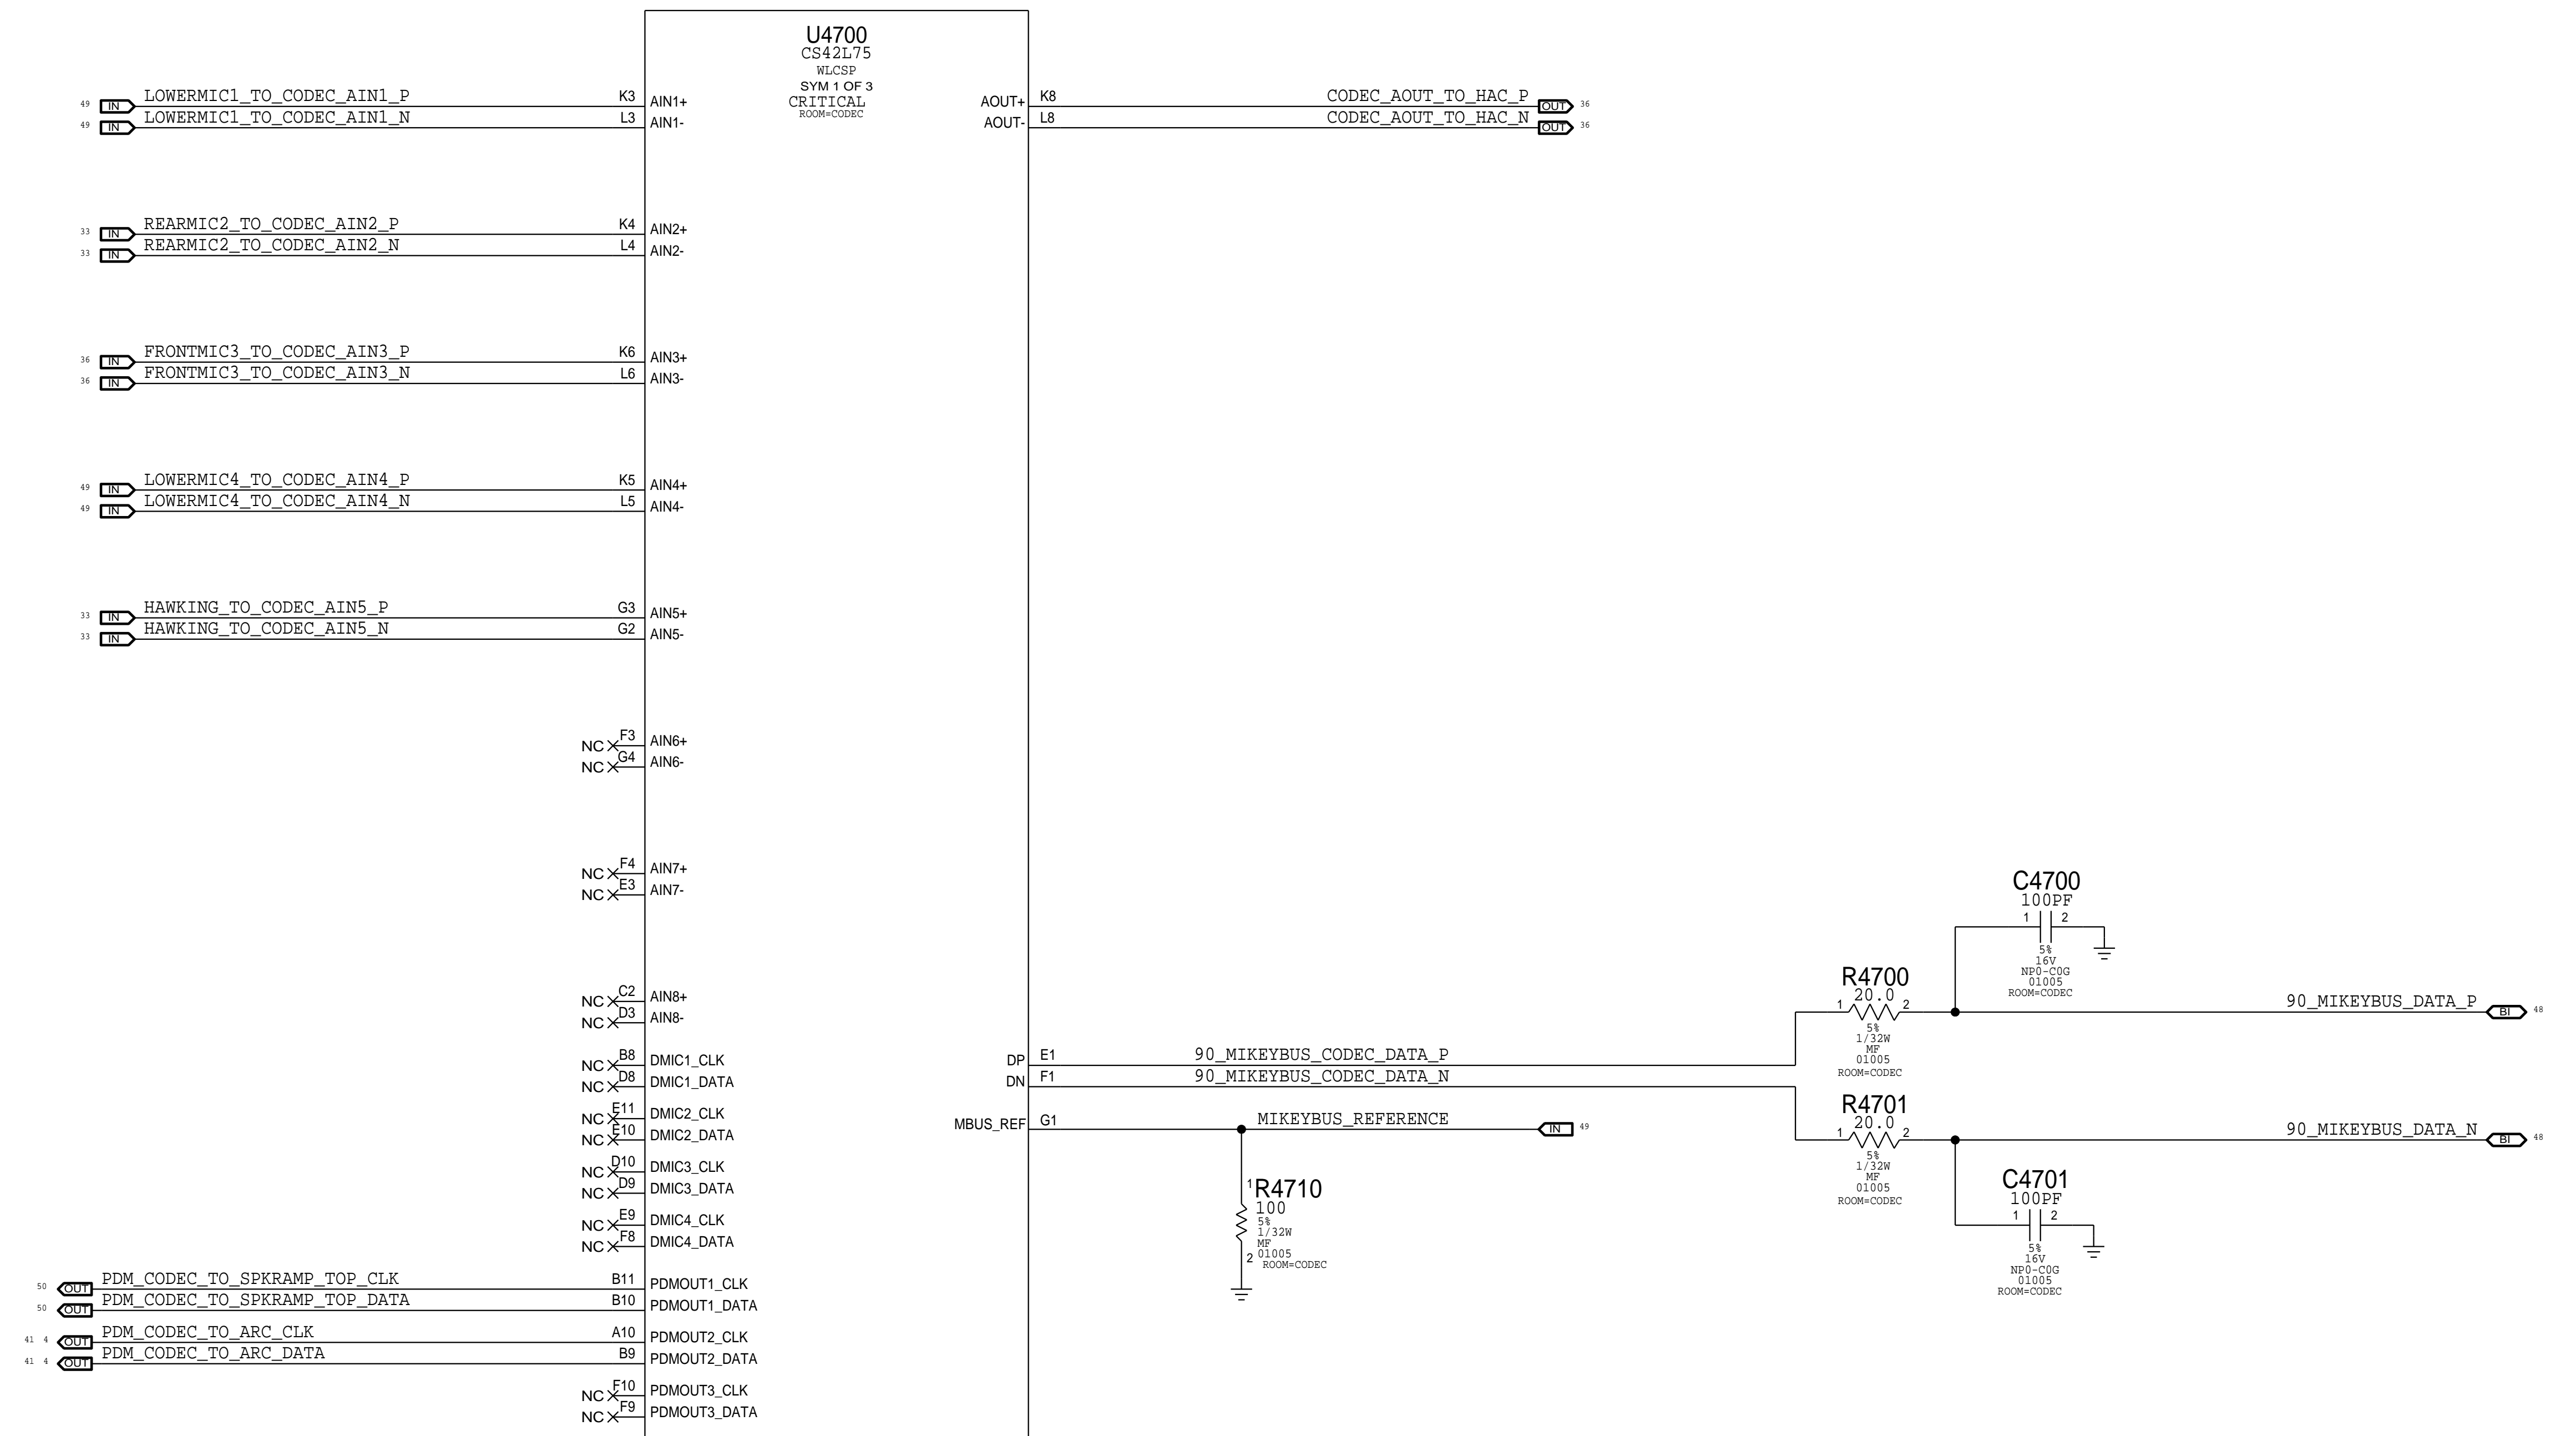 U4700
CS42L75
WLCSP
SYM 1 OF 3
CRITICAL
ROOM=CODEC
49 IN LOWERMIC1_TO_CODEC_AIN1_P K3 AIN1+
49 IN LOWERMIC1_TO_CODEC_AIN1_N L3 AIN1-
AOUT+ K8 CODEC_AOUT_TO_HAC_P OUT 36
AOUT- L8 CODEC_AOUT_TO_HAC_N OUT 36
33 IN REARMIC2_TO_CODEC_AIN2_P K4 AIN2+
33 IN REARMIC2_TO_CODEC_AIN2_N L4 AIN2-
36 IN FRONTMIC3_TO_CODEC_AIN3_P K6 AIN3+
36 IN FRONTMIC3_TO_CODEC_AIN3_N L6 AIN3-
49 IN LOWERMIC4_TO_CODEC_AIN4_P K5 AIN4+
49 IN LOWERMIC4_TO_CODEC_AIN4_N L5 AIN4-
33 IN HAWKING_TO_CODEC_AIN5_P G3 AIN5+
33 IN HAWKING_TO_CODEC_AIN5_N G2 AIN5-
NC F3 AIN6+
NC G4 AIN6-
NC F4 AIN7+
NC E3 AIN7-
NC C2 AIN8+
NC D3 AIN8-
NC B8 DMIC1_CLK
NC D8 DMIC1_DATA
NC E11 DMIC2_CLK
NC E10 DMIC2_DATA
NC D10 DMIC3_CLK
NC D9 DMIC3_DATA
NC E9 DMIC4_CLK
NC F8 DMIC4_DATA
50 OUT PDM_CODEC_TO_SPKRAMP_TOP_CLK B11 PDMOUT1_CLK
50 OUT PDM_CODEC_TO_SPKRAMP_TOP_DATA B10 PDMOUT1_DATA
41 4 OUT PDM_CODEC_TO_ARC_CLK A10 PDMOUT2_CLK
41 4 OUT PDM_CODEC_TO_ARC_DATA B9 PDMOUT2_DATA
NC F10 PDMOUT3_CLK
NC F9 PDMOUT3_DATA
DP E1 90_MIKEYBUS_CODEC_DATA_P
DN F1 90_MIKEYBUS_CODEC_DATA_N
MBUS_REF G1 MIKEYBUS_REFERENCE IN 49
1 R4710
100
5%
1/32W
MF
2 01005
ROOM=CODEC
C4700
100PF
1 2
5%
16V
NP0-C0G
01005
ROOM=CODEC
R4700
20.0
1 2
5%
1/32W
MF
01005
ROOM=CODEC
90_MIKEYBUS_DATA_P BI 48
R4701
20.0
1 2
5%
1/32W
MF
01005
ROOM=CODEC
90_MIKEYBUS_DATA_N BI 48
C4701
100PF
1 2
5%
16V
NP0-C0G
01005
ROOM=CODEC